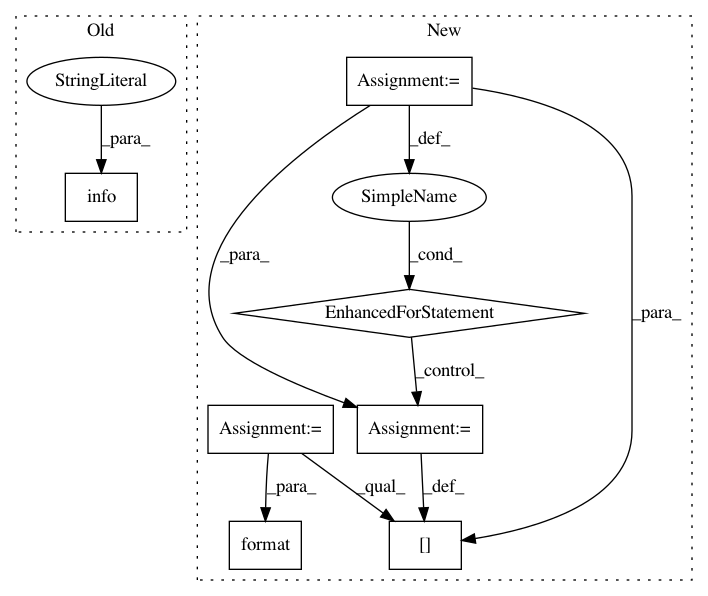 Old
New
StringLiteral
Assignment:=
_para_
_def_
info
SimpleName
_para_
_cond_
_para_
EnhancedForStatement
_control_
Assignment:=
Assignment:=
_para_
_qual_
_def_
format
[]